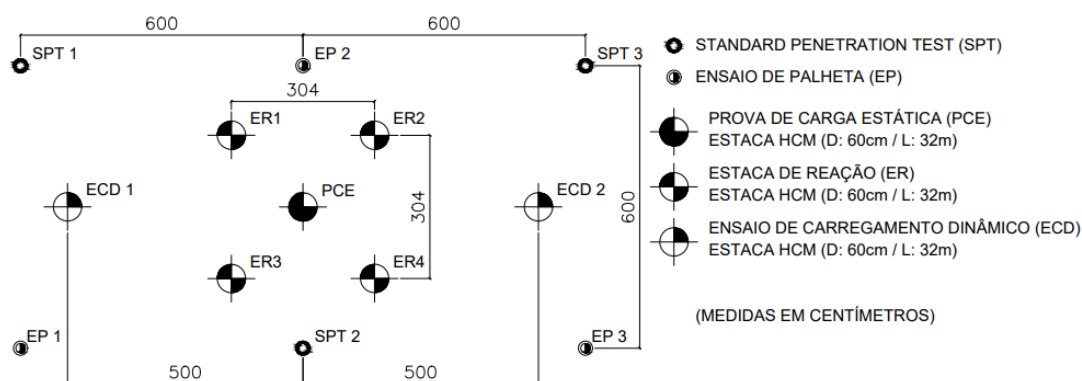 600
600
SPT 1
EP 2
SPT 3
304
ER1
ER2
ECD 1
PCE
ECD 2
304
600
ER3
ER4
EP 1
SPT 2
EP 3
500
500
STANDARD PENETRATION TEST (SPT)
ENSAIO DE PALHETA (EP)
PROVA DE CARGA ESTÁTICA (PCE)
ESTACA HCM (D: 60cm / L: 32m)
ESTACA DE REAÇÃO (ER)
ESTACA HCM (D: 60cm / L: 32m)
ENSAIO DE CARREGAMENTO DINÂMICO (ECD)
ESTACA HCM (D: 60cm / L: 32m)
(MEDIDAS EM CENTÍMETROS)